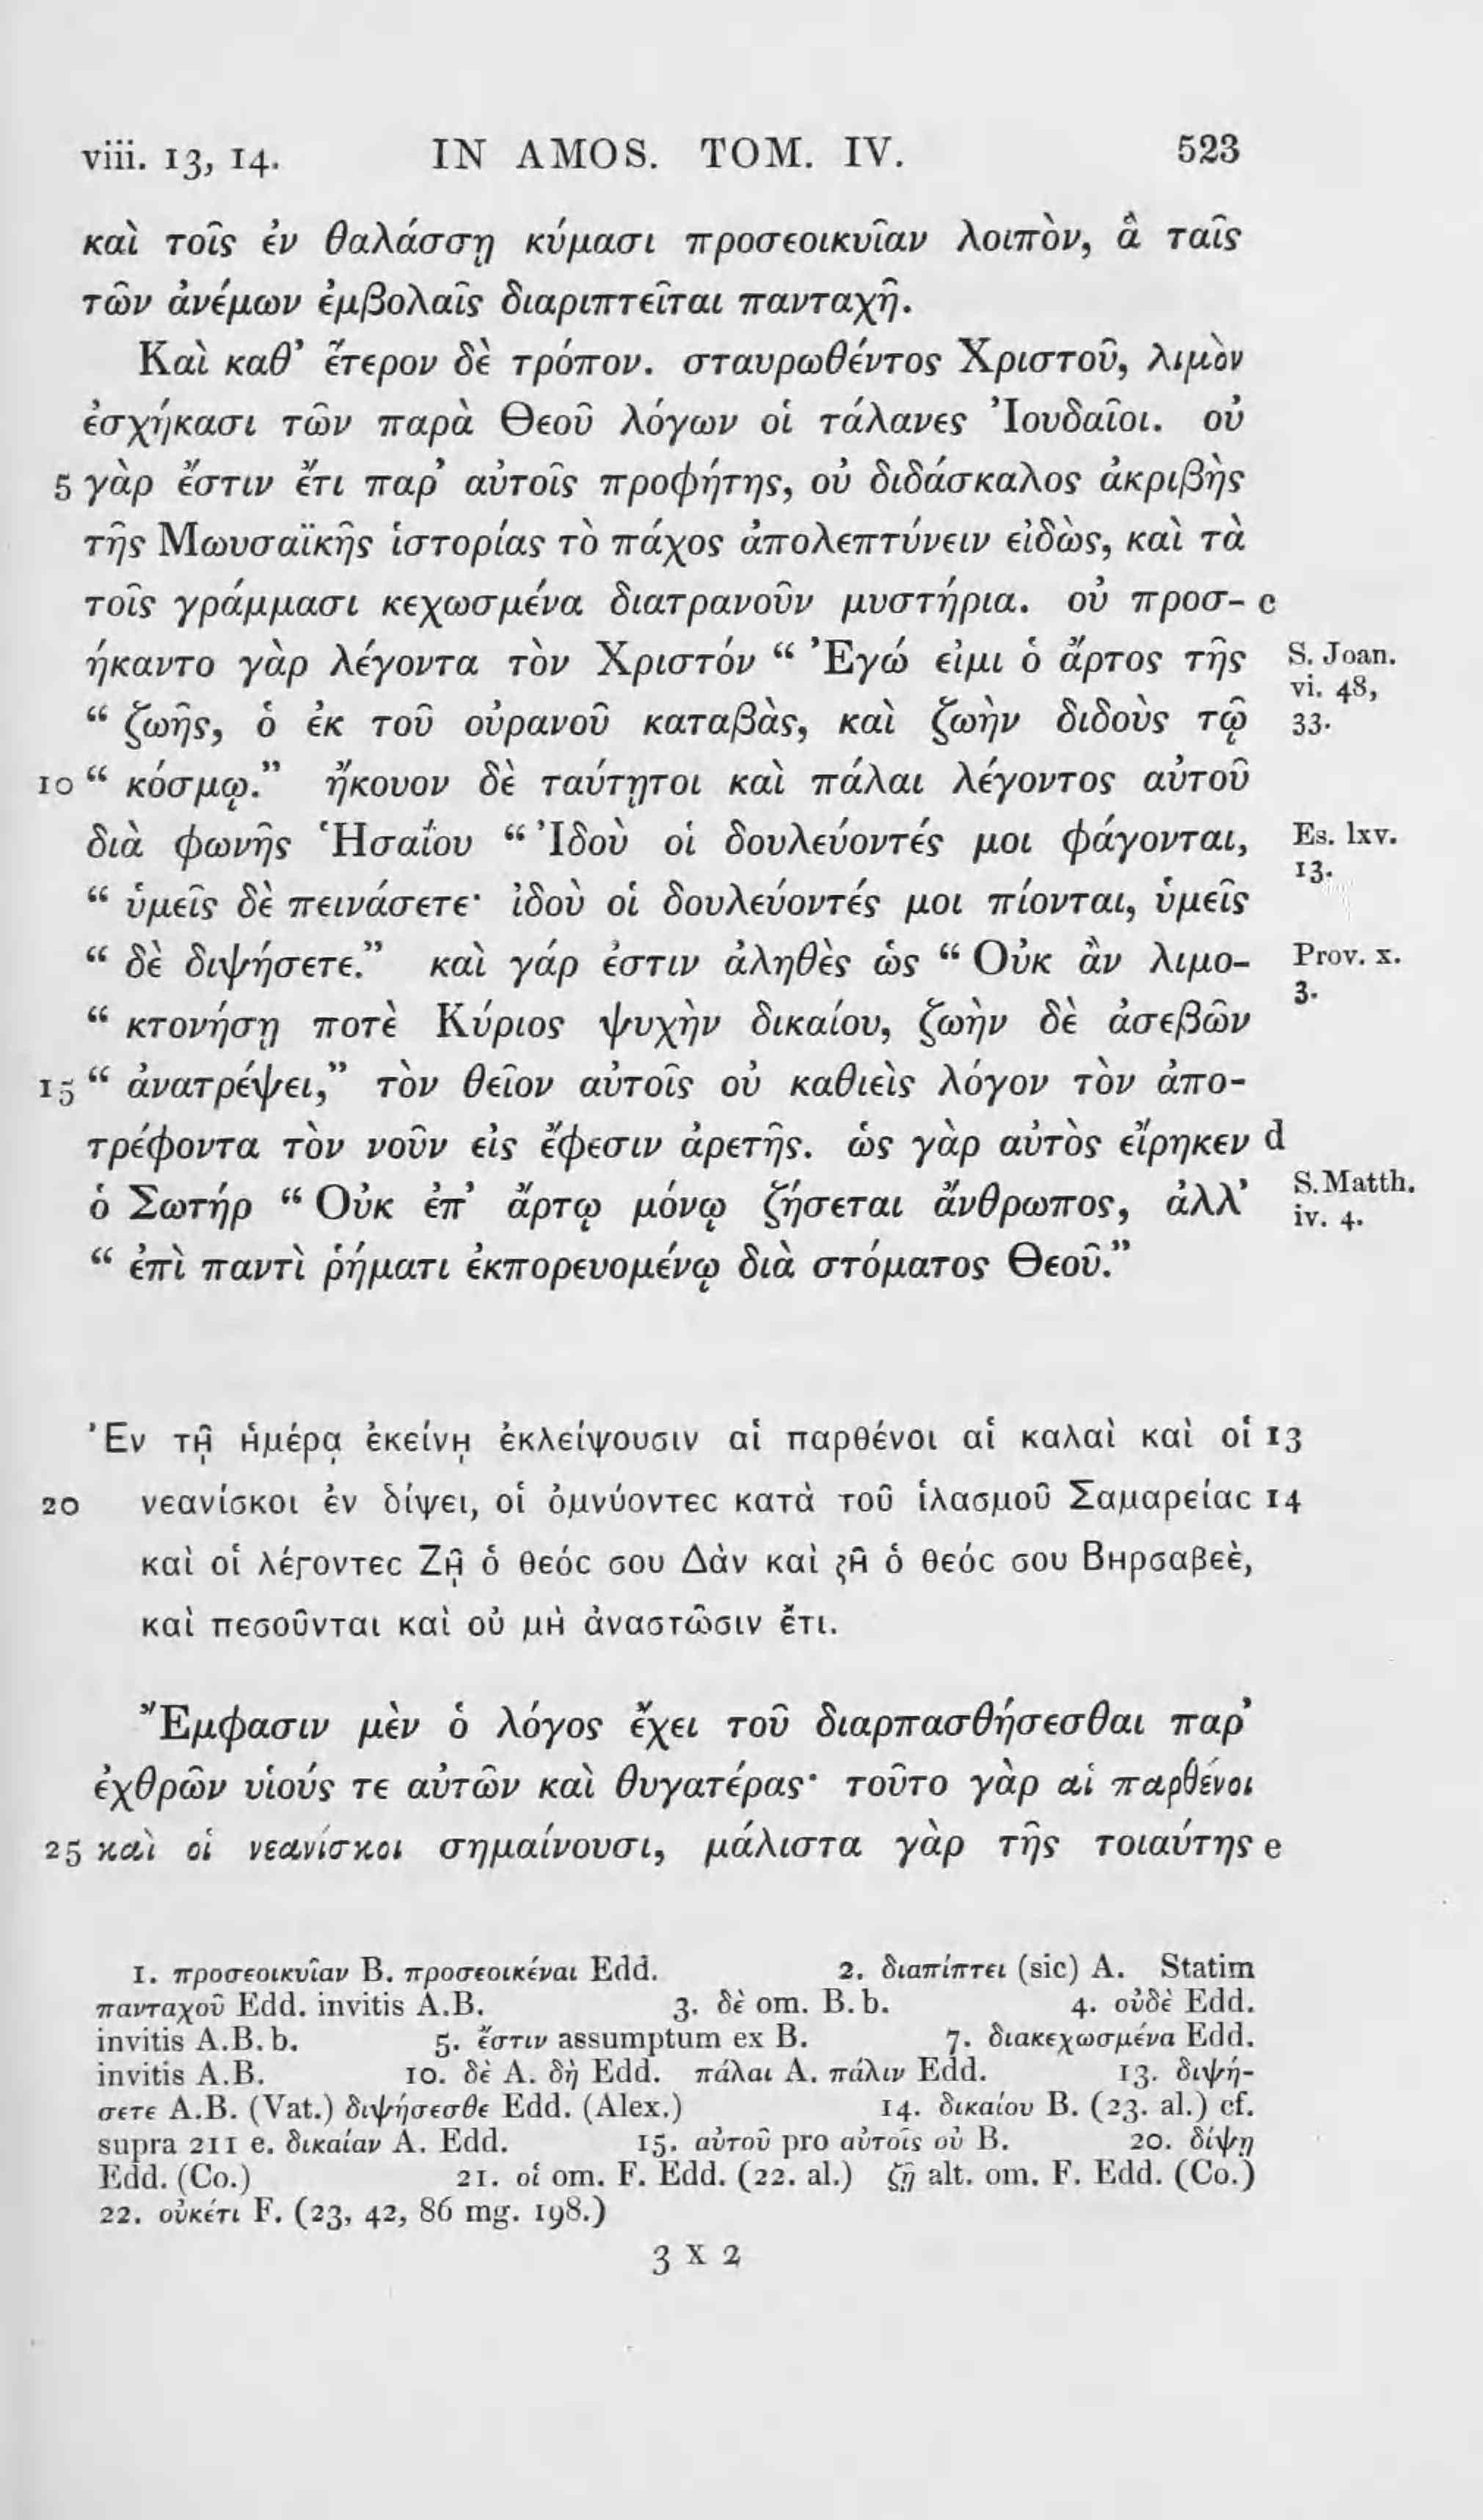 viii. 13, 14. IN AMOS. TOM. IV. 523
καὶ τοῖς ἐν θαλάσσῃ κύμασι προσεοικυῖαν λοιπὸν, ἃ ταῖς
τῶν ἀνέμων ἐμβολαῖς διαριπτεῖται πανταχῆ.
Καὶ καθ’ ἕτερον δὲ τρόπον. σταυρωθέντος Χριστοῦ, λιμὸν
ἐσχήκασι τῶν παρὰ Θεοῦ λόγων οἱ τάλανες Ἰουδαῖοι. οὐ
5 γὰρ ἔστιν ἔτι παρ’ αὐτοῖς προφήτης, οὐ διδάσκαλος ἀκριβὴς
τῆς Μωυσαϊκῆς ἱστορίας τὸ πάχος ἀπολεπτύνειν εἰδὼς, καὶ τὰ
τοῖς γράμμασι κεχωσμένα διατρανοῦν μυστήρια. οὐ προσ- c
ήκαντο γὰρ λέγοντα τὸν Χριστόν “ Ἐγώ εἰμι ὁ ἄρτος τῆς S. Joan.
vi. 48,
“ ζωῆς, ὁ ἐκ τοῦ οὐρανοῦ καταβὰς, καὶ ζωὴν διδοὺς τῷ 33.
10 “ κόσμῳ.” ἤκουον δὲ ταύτῃτοι καὶ πάλαι λέγοντος αὐτοῦ
διὰ φωνῆς Ἡσαΐου “ Ἰδοὺ οἱ δουλεύοντές μοι φάγονται, Es. lxv.
13.
“ ὑμεῖς δὲ πεινάσετε· ἰδοὺ οἱ δουλεύοντές μοι πίονται, ὑμεῖς
“ δὲ διψήσετε.” καὶ γάρ ἐστιν ἀληθὲς ὡς “ Οὐκ ἂν λιμο- Prov. x.
3.
“ κτονήσῃ ποτὲ Κύριος ψυχὴν δικαίου, ζωὴν δὲ ἀσεβῶν
15 “ ἀνατρέψει,” τὸν θεῖον αὐτοῖς οὐ καθιεὶς λόγον τὸν ἀπο-
τρέφοντα τὸν νοῦν εἰς ἔφεσιν ἀρετῆς. ὡς γὰρ αὐτὸς εἴρηκεν d
ὁ Σωτήρ “ Οὐκ ἐπ’ ἄρτῳ μόνῳ ζήσεται ἄνθρωπος, ἀλλ’ S. Matth.
iv. 4.
“ ἐπὶ παντὶ ῥήματι ἐκπορευομένῳ διὰ στόματος Θεοῦ.”
Ἐν τῇ ἡμέρᾳ ἐκείνῃ ἐκλείψουσιν αἱ παρθένοι αἱ καλαὶ καὶ οἱ 13
20 νεανίσκοι ἐν δίψει, οἱ ὀμνύοντες κατὰ τοῦ ἱλασμοῦ Σαμαρείας 14
καὶ οἱ λέγοντες Ζῇ ὁ θεός σου Δὰν καὶ ζῆ ὁ θεός σου Βηρσαβεὲ,
καὶ πεσοῦνται καὶ οὐ μὴ ἀναστῶσιν ἔτι.
Ἔμφασιν μὲν ὁ λόγος ἔχει τοῦ διαρπασθήσεσθαι παρ’
ἐχθρῶν υἱούς τε αὐτῶν καὶ θυγατέρας· τοῦτο γὰρ αἱ παρθένοι
25 καὶ οἱ νεανίσκοι σημαίνουσι, μάλιστα γὰρ τῆς τοιαύτης e
1. προσεοικυῖαν B. προσεοικέναι Edd. 2. διαπίπτει (sic) A. Statim
πανταχοῦ Edd. invitis A.B. 3. δὲ om. B. b. 4. οὐδὲ Edd.
invitis A.B. b. 5. ἔστιν assumptum ex B. 7. διακεχωσμένα Edd.
invitis A.B. 10. δὲ A. δὴ Edd. πάλαι A. πάλιν Edd. 13. διψή-
σετε A.B. (Vat.) διψήσεσθε Edd. (Alex.) 14. δικαίου B. (23. al.) cf.
supra 211 e. δικαίαν A. Edd. 15. αὐτοῦ pro αὐτοῖς οὐ B. 20. δίψῃ
Edd. (Co.) 21. οἱ om. F. Edd. (22. al.) ζῇ alt. om. F. Edd. (Co.)
22. οὐκέτι F. (23, 42, 86 mg. 198.)
3 X 2